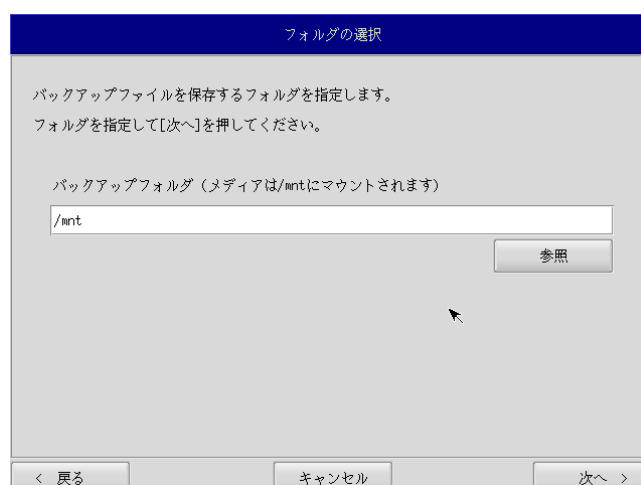 フォルダの選択
バックアップファイルを保存するフォルダを指定します。
フォルダを指定して[次へ]を押してください。
バックアップフォルダ（メディアは/mntにマウントされます）
/mnt
参照
< 戻る
キャンセル
次へ >